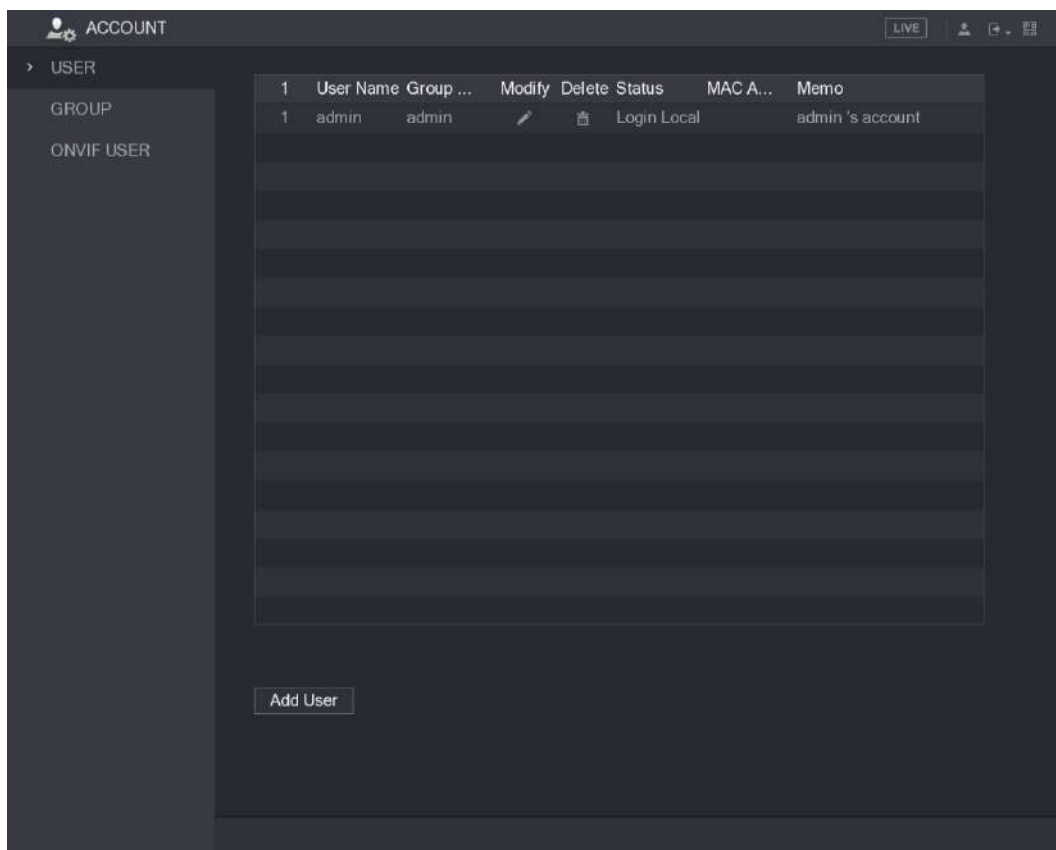 ACCOUNT
LIVE
USER
GROUP
ONVIF USER
1 User Name Group ... Modify Delete Status MAC A... Memo
1 admin admin Login Local admin 's account
Add User